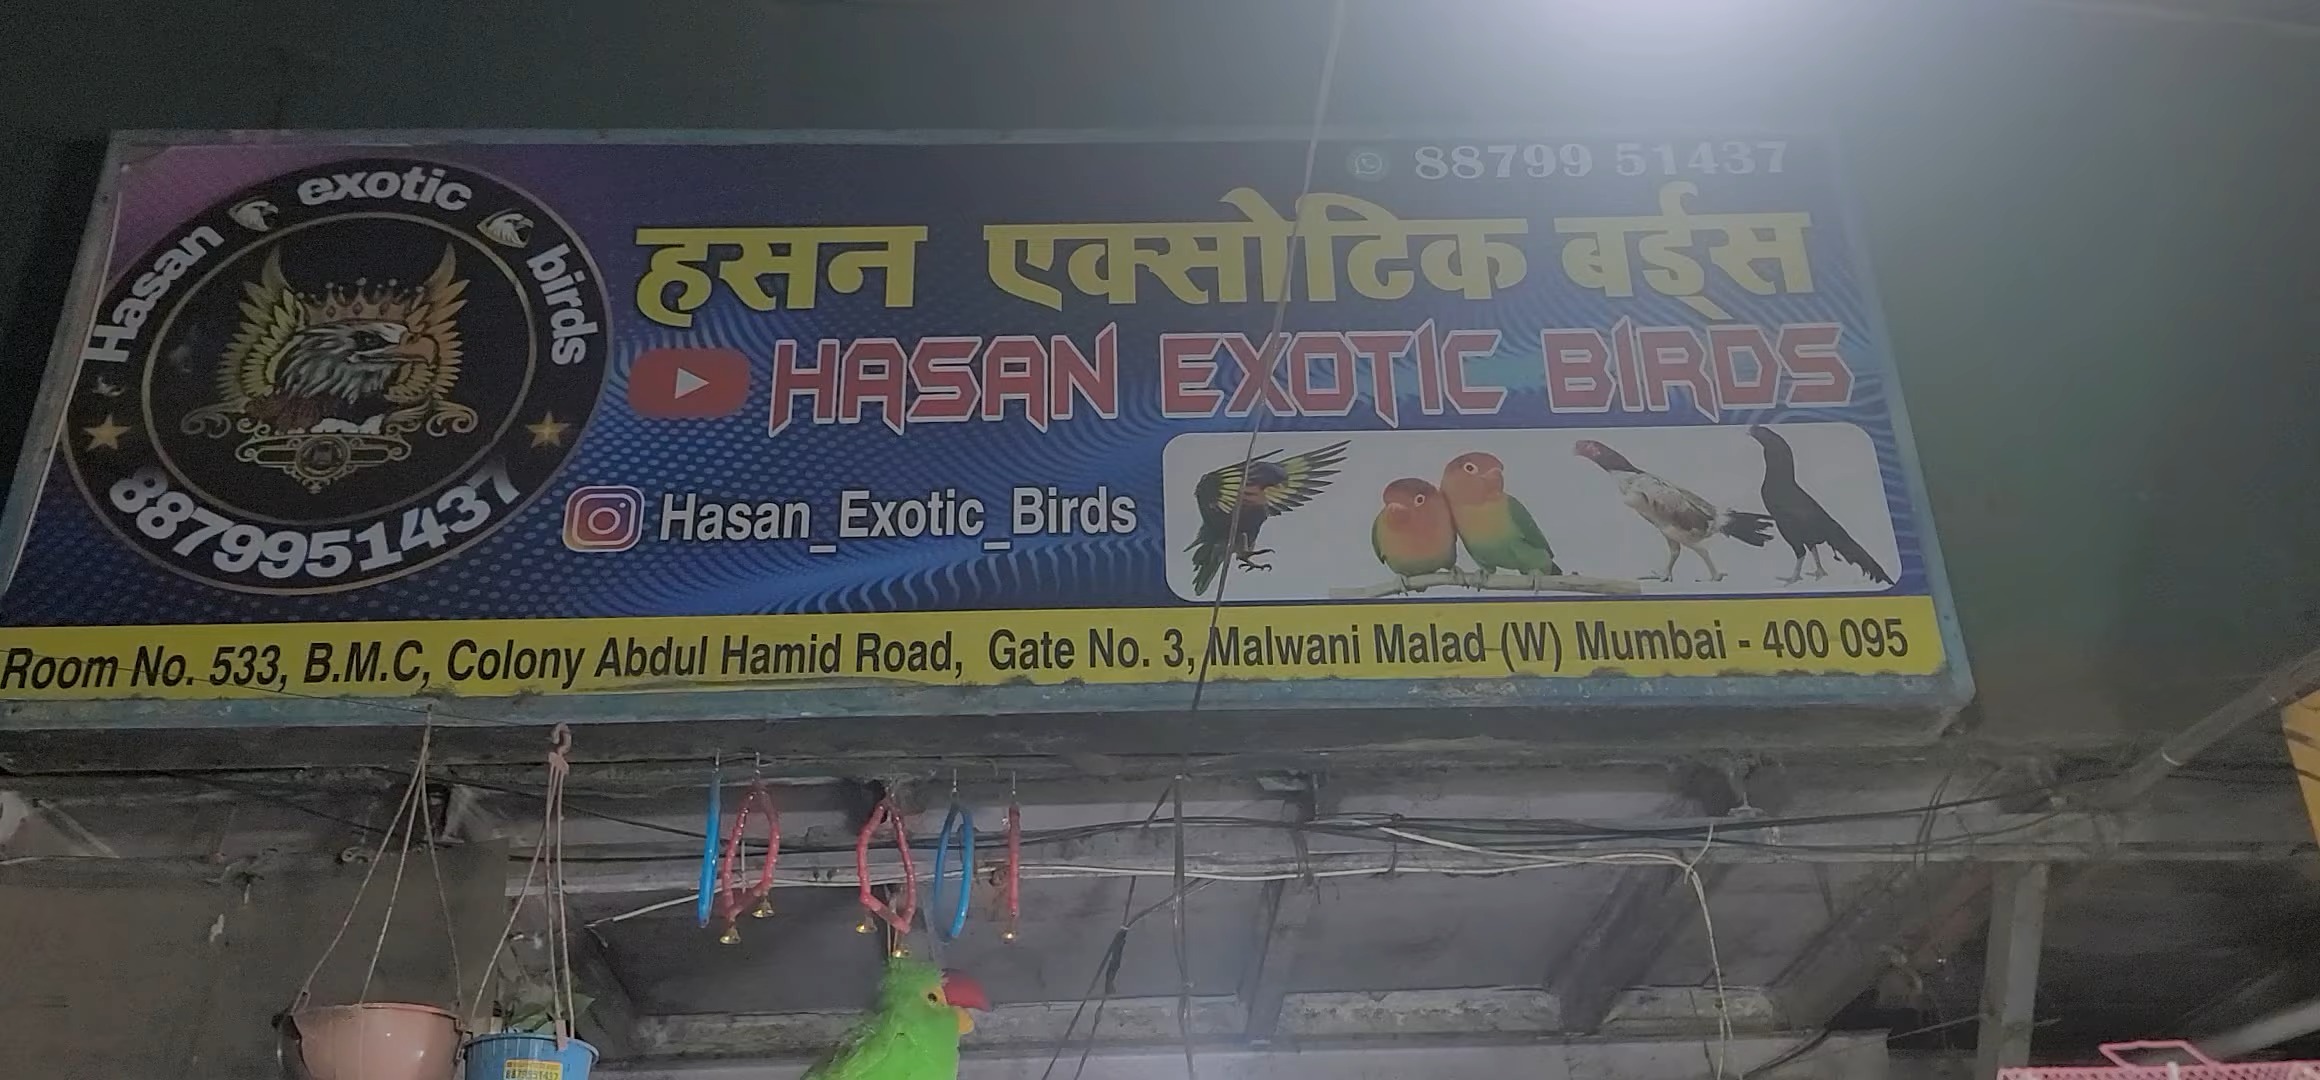 Hasan exotic birds
8879951437
88799 51437
हसन एक्सोटिक बर्ड्स
HASAN EXOTIC BIRDS
Hasan_Exotic_Birds
Room No. 533, B.M.C, Colony Abdul Hamid Road, Gate No. 3, Malwani Malad (W) Mumbai - 400 095